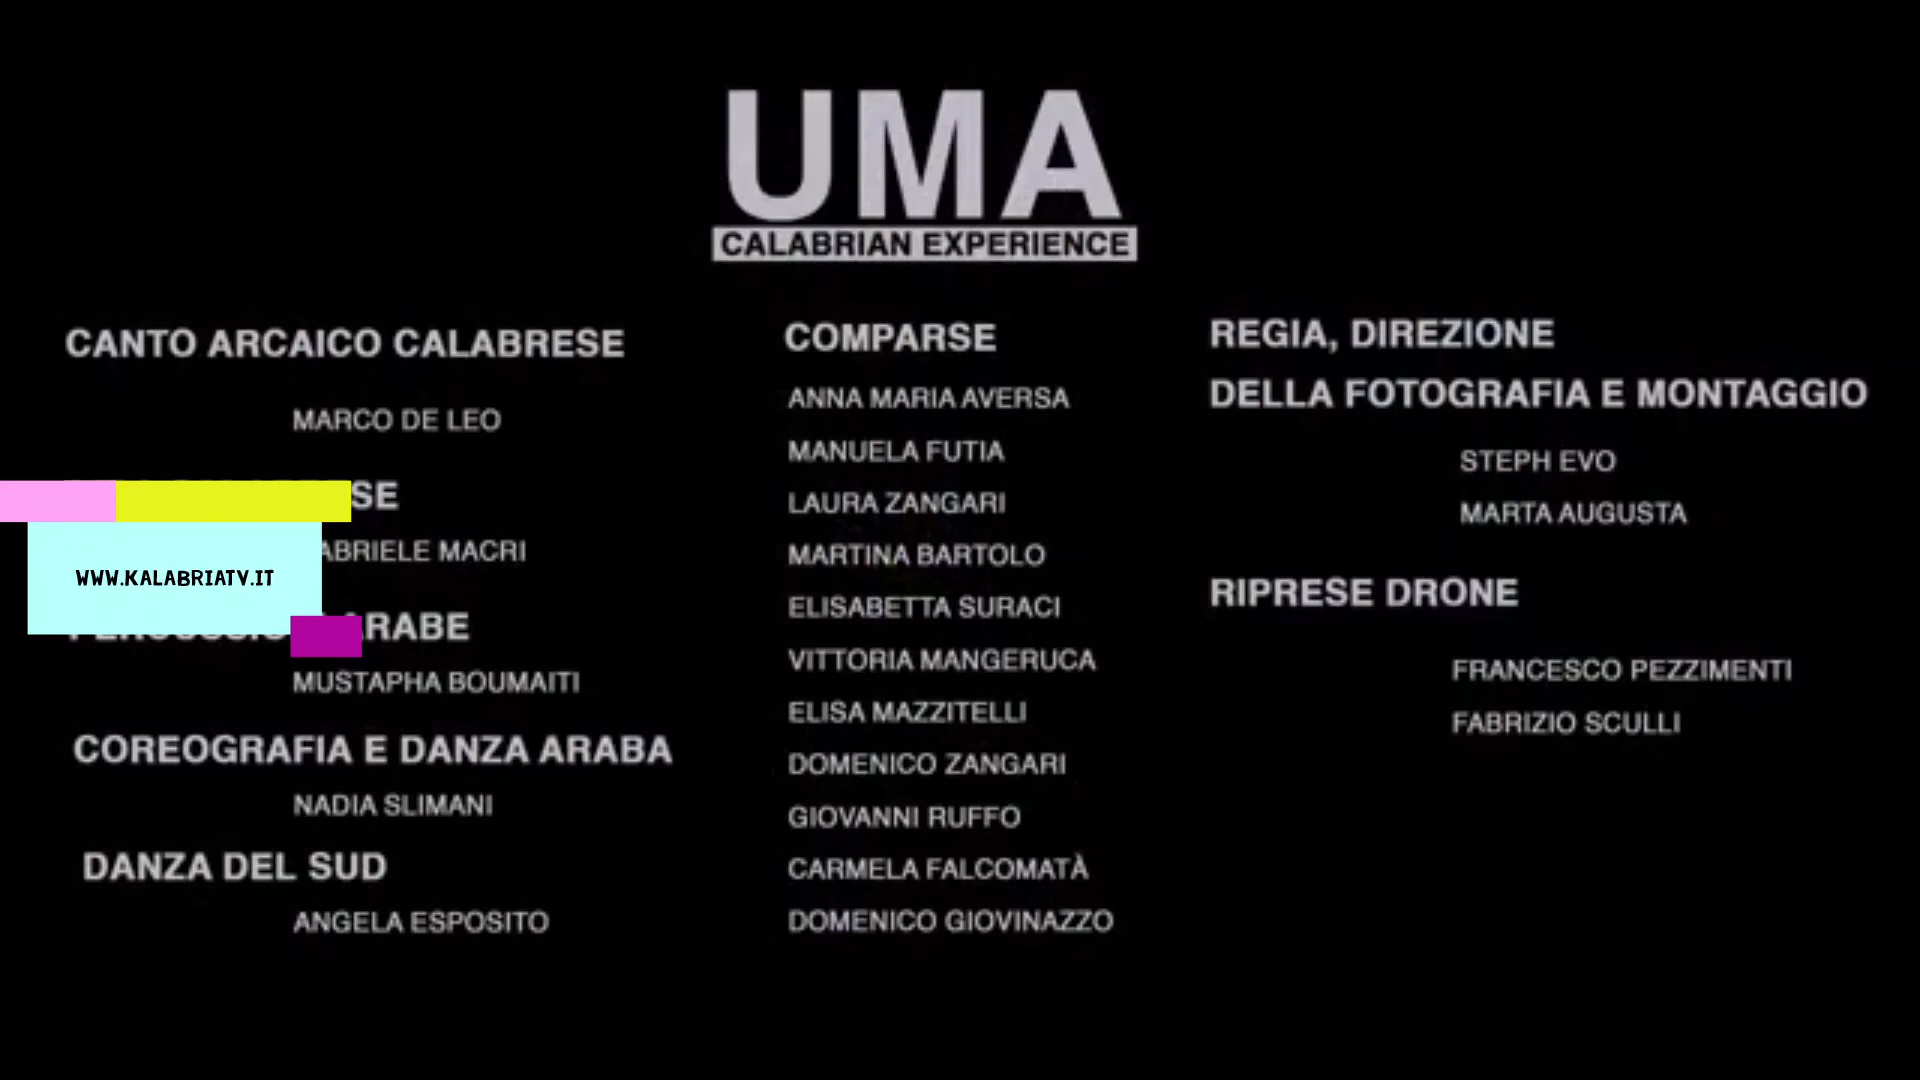 UMA
CALABRIAN EXPERIENCE
CANTO ARCAICO CALABRESE
MARCO DE LEO
MACRI
WWW.KALABRIATV.IT
MUSTAPHA BOUMAITI
COREOGRAFIA E DANZA ARABA
NADIA SLIMANI
DANZA DEL SUD
ANGELA ESPOSITO
COMPARSE
ANNA MARIA AVERSA
MANUELA FUTIA
LAURA ZANGARI
MARTINA BARTOLO
ELISABETTA SURACI
VITTORIA MANGERUCA
ELISA MAZZITELLI
DOMENICO ZANGARI
GIOVANNI RUFFO
CARMELA FALCOMATÀ
DOMENICO GIOVINAZZO
REGIA, DIREZIONE
DELLA FOTOGRAFIA E MONTAGGIO
STEPH EVO
MARTA AUGUSTA
RIPRESE DRONE
FRANCESCO PEZZIMENTI
FABRIZIO SCULLI